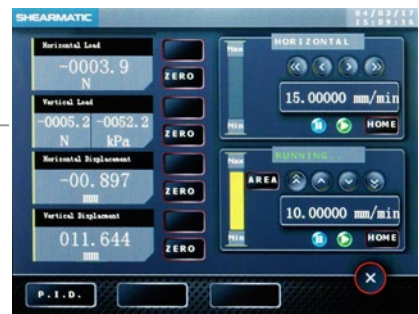 SHEARMATIC
04/03/17
15:09:16
Horizontal Load
-0003.9
N
ZERO
Vertical Load
-0005.2 -0052.2
N kPa
ZERO
Horizontal Displacement
-00.897
mm
ZERO
Vertical Displacement
011.644
mm
ZERO
P.I.D.
HORIZONTAL
Max
15.00000 mm/min
Min
HOME
RUNNING..
Max
AREA
10.00000 mm/min
Min
HOME